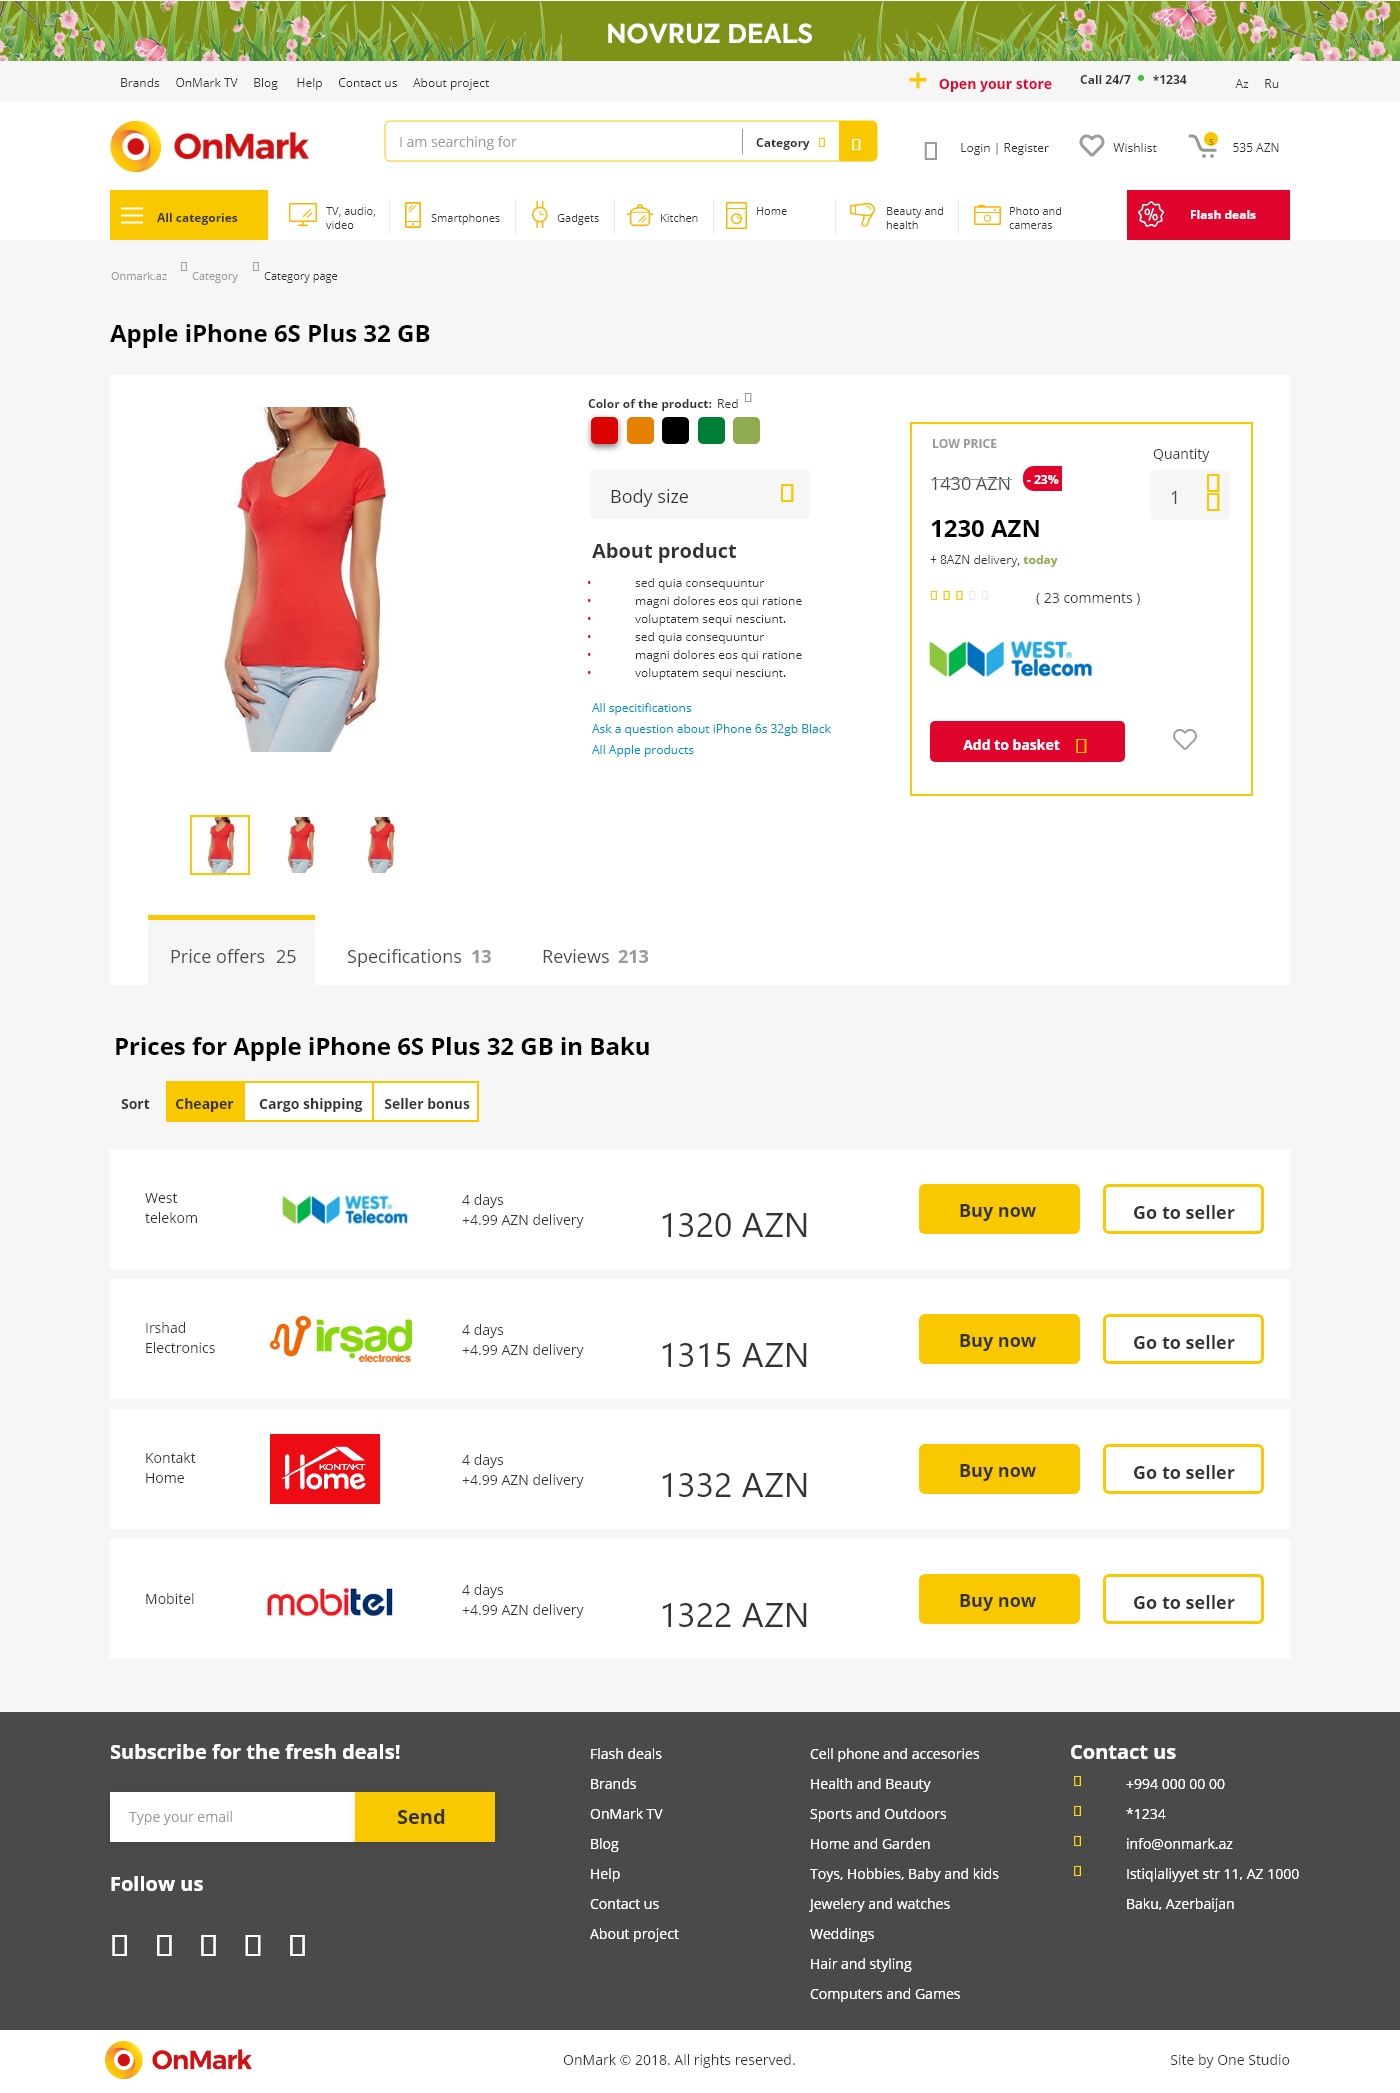 NOVRUZ DEALS
Brands OnMark TV Blog Help Contact us About project
Open your store Call 24/7 *1234 Az Ru
OnMark
I am searching for Category
Login | Register Wishlist 5 535 AZN
All categories
TV, audio,
video
Smartphones
Gadgets
Kitchen
Home
Beauty and
health
Photo and
cameras
Flash deals
Onmark.az Category Category page
Apple iPhone 6S Plus 32 GB
Color of the product: Red
Body size
About product
• sed quia consequuntur
• magni dolores eos qui ratione
• voluptatem sequi nesciunt.
• sed quia consequuntur
• magni dolores eos qui ratione
• voluptatem sequi nesciunt.
All specitifications
Ask a question about iPhone 6s 32gb Black
All Apple products
LOW PRICE
Quantity
1430 AZN - 23%
1
1230 AZN
+ 8AZN delivery, today
( 23 comments )
WEST
Telecom
Add to basket
Price offers 25 Specifications 13 Reviews 213
Prices for Apple iPhone 6S Plus 32 GB in Baku
Sort Cheaper Cargo shipping Seller bonus
West
telekom
WEST
Telecom
4 days
+4.99 AZN delivery
1320 AZN
Buy now Go to seller
Irshad
Electronics
irşad
electronics
4 days
+4.99 AZN delivery
1315 AZN
Buy now Go to seller
Kontakt
Home
KONTAKT
Home
4 days
+4.99 AZN delivery
1332 AZN
Buy now Go to seller
Mobitel
mobitel
4 days
+4.99 AZN delivery
1322 AZN
Buy now Go to seller
Subscribe for the fresh deals!
Type your email Send
Follow us
Flash deals
Brands
OnMark TV
Blog
Help
Contact us
About project
Cell phone and accesories
Health and Beauty
Sports and Outdoors
Home and Garden
Toys, Hobbies, Baby and kids
Jewelery and watches
Weddings
Hair and styling
Computers and Games
Contact us
+994 000 00 00
*1234
info@onmark.az
Istiqlaliyyet str 11, AZ 1000
Baku, Azerbaijan
OnMark
OnMark © 2018. All rights reserved.
Site by One Studio